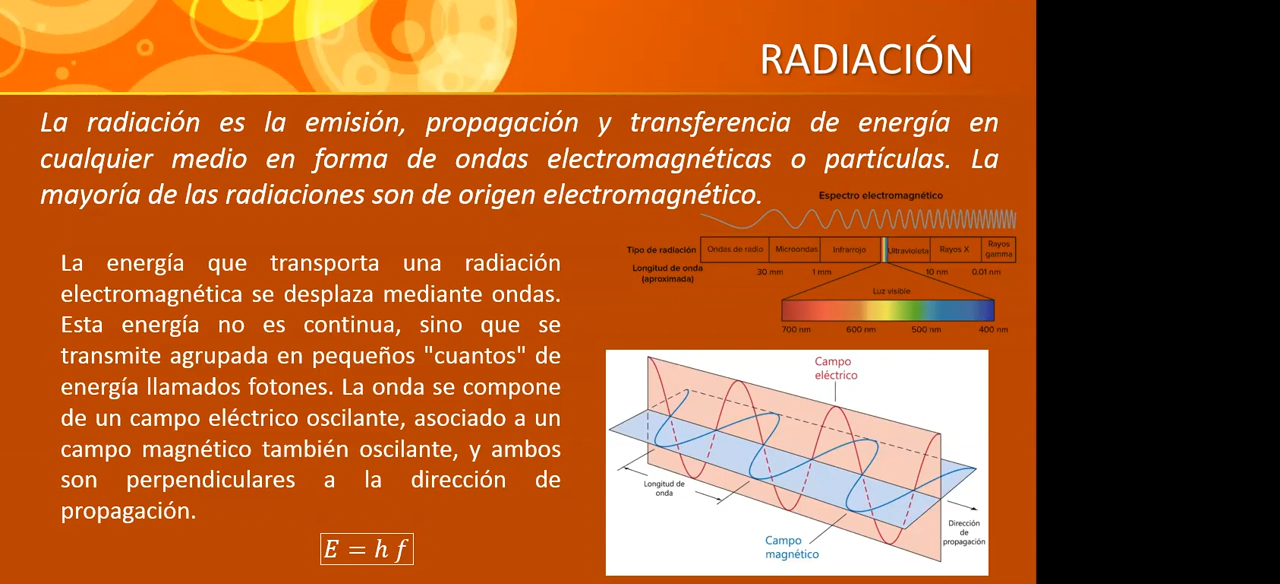 RADIACIÓN
La radiación es la emisión, propagación y transferencia de energía en
cualquier medio en forma de ondas electromagnéticas o partículas. La
mayoría de las radiaciones son de origen electromagnético.
Espectro electromagnético
Tipo de radiación
Ondas de radio
Microondas
Infrarrojo
Ultravioleta
Rayos X
Rayos
gamma
Longitud de onda
(aproximada)
30 mm
1 mm
10 nm
0.01 nm
Luz visible
700 nm
600 nm
500 nm
400 nm
La energía que transporta una radiación
electromagnética se desplaza mediante ondas.
Esta energía no es continua, sino que se
transmite agrupada en pequeños "cuantos" de
energía llamados fotones. La onda se compone
de un campo eléctrico oscilante, asociado a un
campo magnético también oscilante, y ambos
son perpendiculares a la dirección de
propagación.
E = h f
Campo
eléctrico
Longitud de
onda
Campo
magnético
Dirección
de
propagación